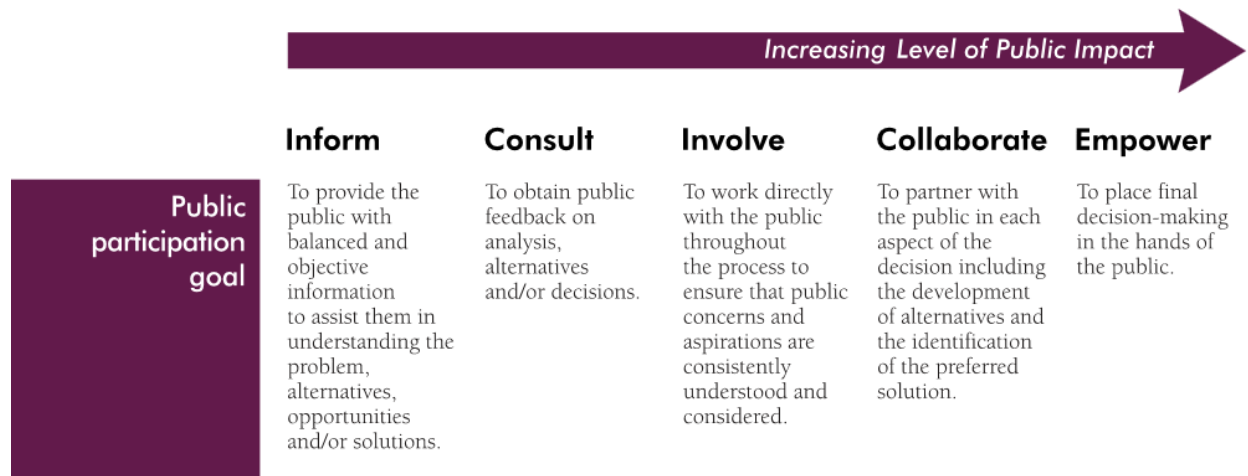 Increasing Level of Public Impact
Inform
Consult
Involve
Collaborate
Empower
Public
participation
goal
To provide the
public with
balanced and
objective
information
to assist them in
understanding the
problem,
alternatives,
opportunities
and/or solutions.
To obtain public
feedback on
analysis,
alternatives
and/or decisions.
To work directly
with the public
throughout
the process to
ensure that public
concerns and
aspirations are
consistently
understood and
considered.
To partner with
the public in each
aspect of the
decision including
the development
of alternatives and
the identification
of the preferred
solution.
To place final
decision-making
in the hands of
the public.